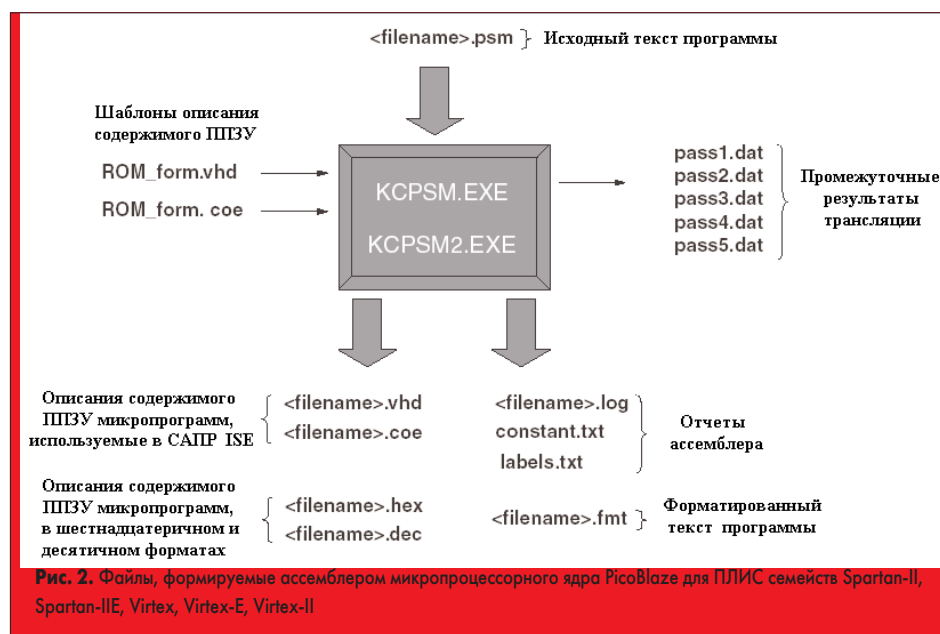 <filename>.psm
Исходный текст программы
Шаблоны описания
содержимого ППЗУ
ROM_form.vhd
ROM_form. coe
KCPSM.EXE
KCPSM2.EXE
pass1.dat
pass2.dat
pass3.dat
pass4.dat
pass5.dat
Промежуточные
результаты
трансляции
Описания содержимого
ППЗУ микропрограмм,
используемые в САПР ISE
<filename>.vhd
<filename>.coe
<filename>.log
constant.txt
labels.txt
Отчеты
ассемблера
Описания содержимого
ППЗУ микропрограмм,
в шестнадцатеричном и
десятичном форматах
<filename>.hex
<filename>.dec
<filename>.fmt
Форматированный
текст программы
Рис. 2. Файлы, формируемые ассемблером микропроцессорного ядра PicoBlaze для ПЛИС семейств Spartan-II,
Spartan-IIE, Virtex, Virtex-E, Virtex-II